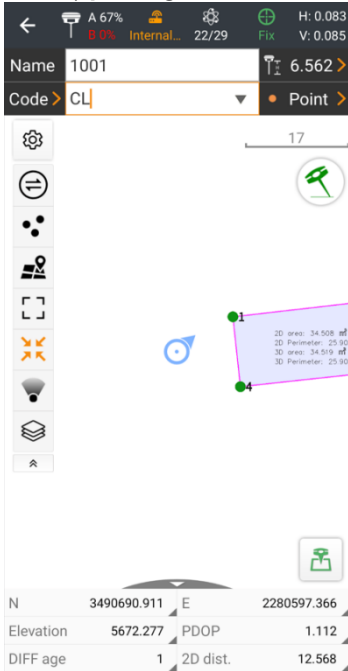 A 67% H: 0.083
B 0% Internal... 22/29 Fix V: 0.085
Name 1001 6.562 >
Code > CL Point >
17
1
2D area: 34.508 ㎡
2D Perimeter: 25.90
3D area: 34.519 ㎡
3D Perimeter: 25.90
4
N 3490690.911 E 2280597.366
Elevation 5672.277 PDOP 1.112
DIFF age 1 2D dist. 12.568